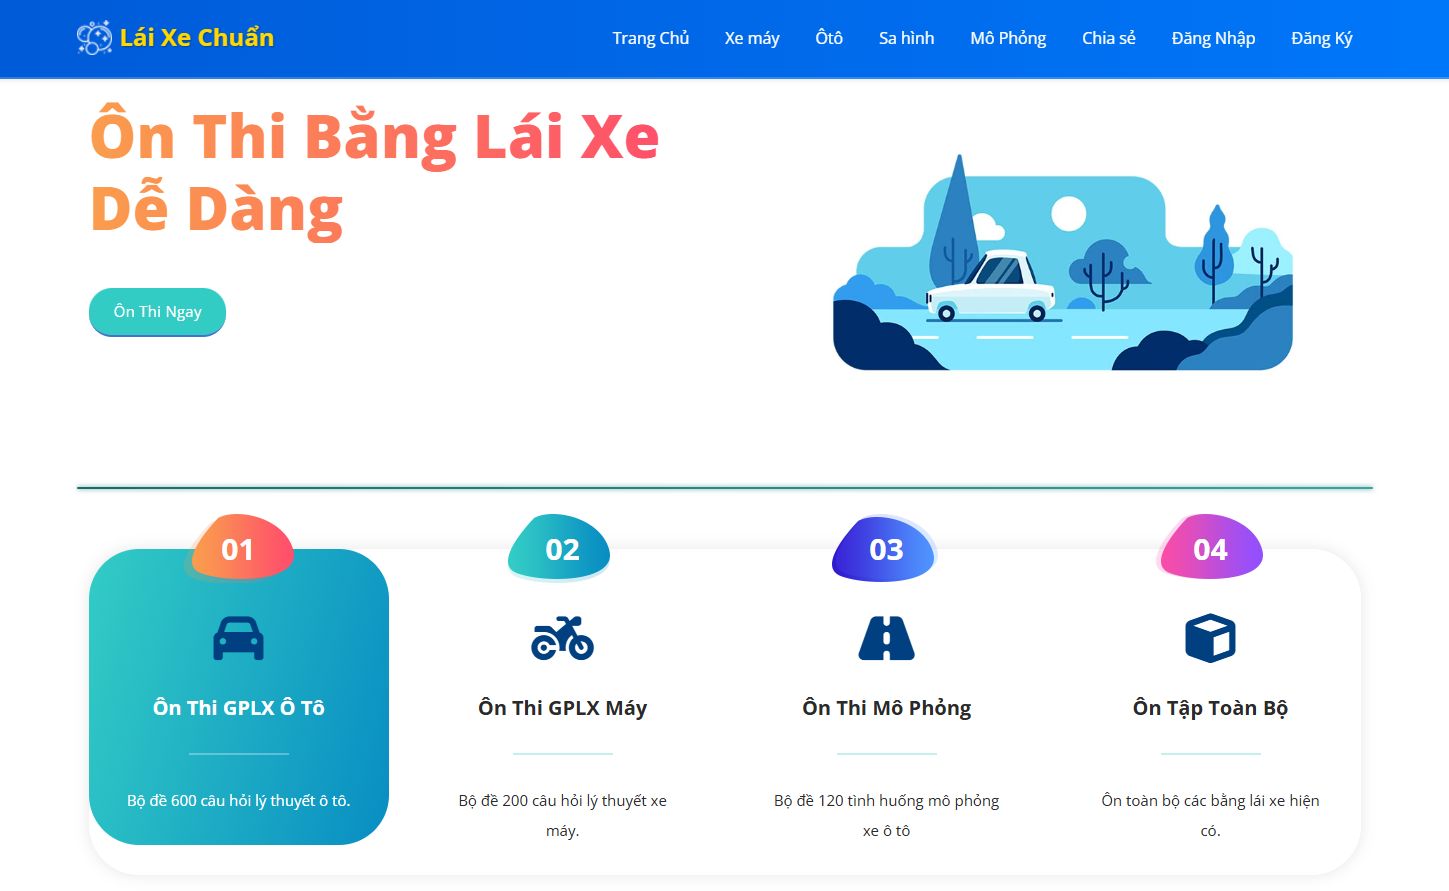 Lái Xe Chuẩn
Trang Chủ Xe máy Ôtô Sa hình Mô Phỏng Chia sẻ Đăng Nhập Đăng Ký
Ôn Thi Bằng Lái Xe
Dễ Dàng
Ôn Thi Ngay
01
Ôn Thi GPLX Ô Tô
Bộ đề 600 câu hỏi lý thuyết ô tô.
02
Ôn Thi GPLX Máy
Bộ đề 200 câu hỏi lý thuyết xe
máy.
03
Ôn Thi Mô Phỏng
Bộ đề 120 tình huống mô phỏng
xe ô tô
04
Ôn Tập Toàn Bộ
Ôn toàn bộ các bằng lái xe hiện
có.